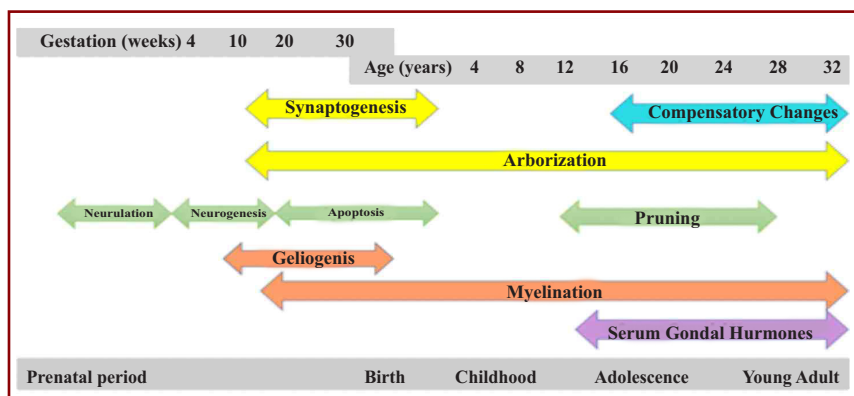 Gestation (weeks) 4 10 20 30
Age (years) 4 8 12 16 20 24 28 32
Synaptogenesis
Compensatory Changes
Arborization
Neurulation
Neurogenesis
Apoptosis
Pruning
Geliogenis
Myelination
Serum Gondal Hurmones
Prenatal period Birth Childhood Adolescence Young Adult